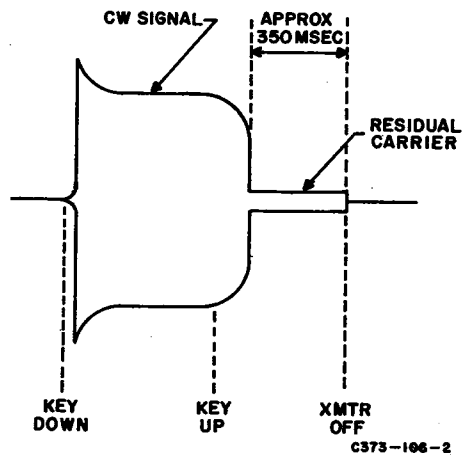 CW SIGNAL
APPROX
350 MSEC
RESIDUAL
CARRIER
KEY
DOWN
KEY
UP
XMTR
OFF
C373-106-2